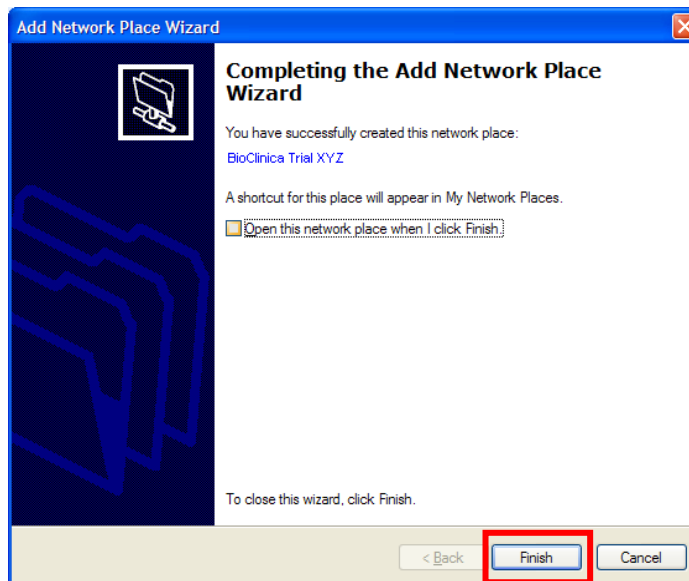 Add Network Place Wizard
Completing the Add Network Place
Wizard
You have successfully created this network place:
BioClinica Trial XYZ
A shortcut for this place will appear in My Network Places.
Open this network place when I click Finish.
To close this wizard, click Finish.
< Back Finish Cancel